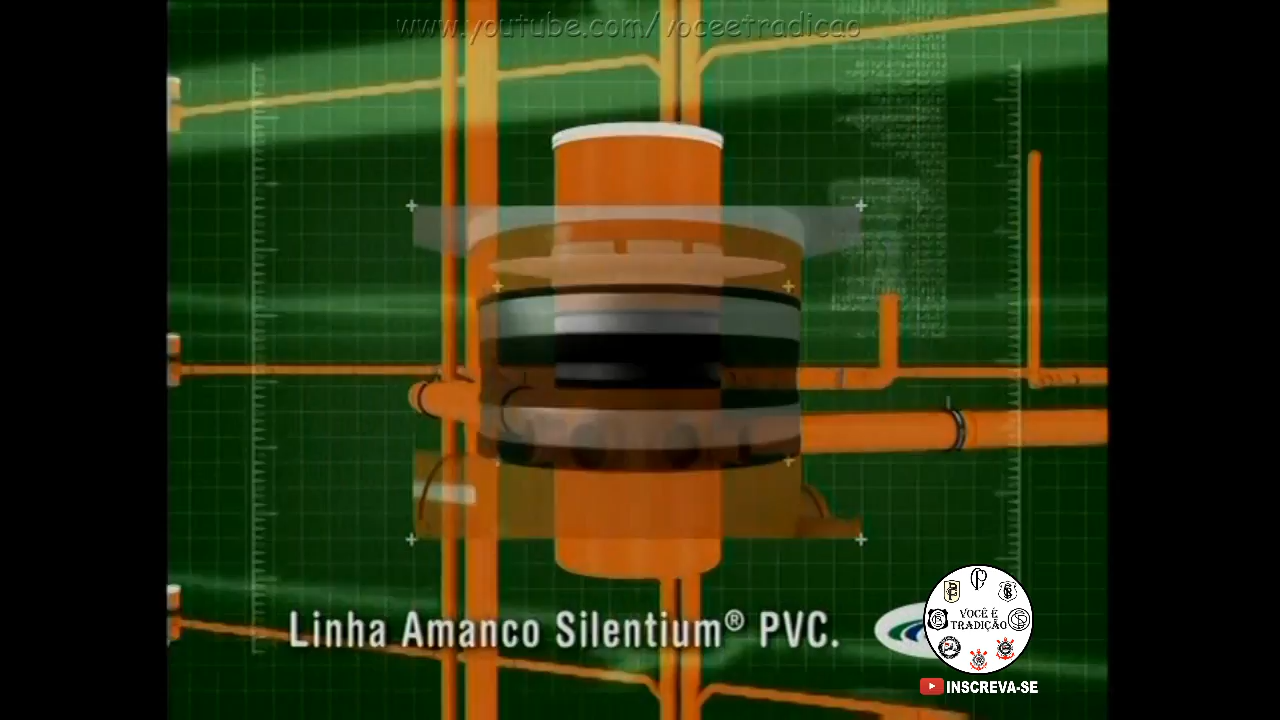 www.youtube.com/voceetradicao
Linha Amanco Silentium® PVC.
VOCÊ É
TRADIÇÃO
INSCREVA-SE